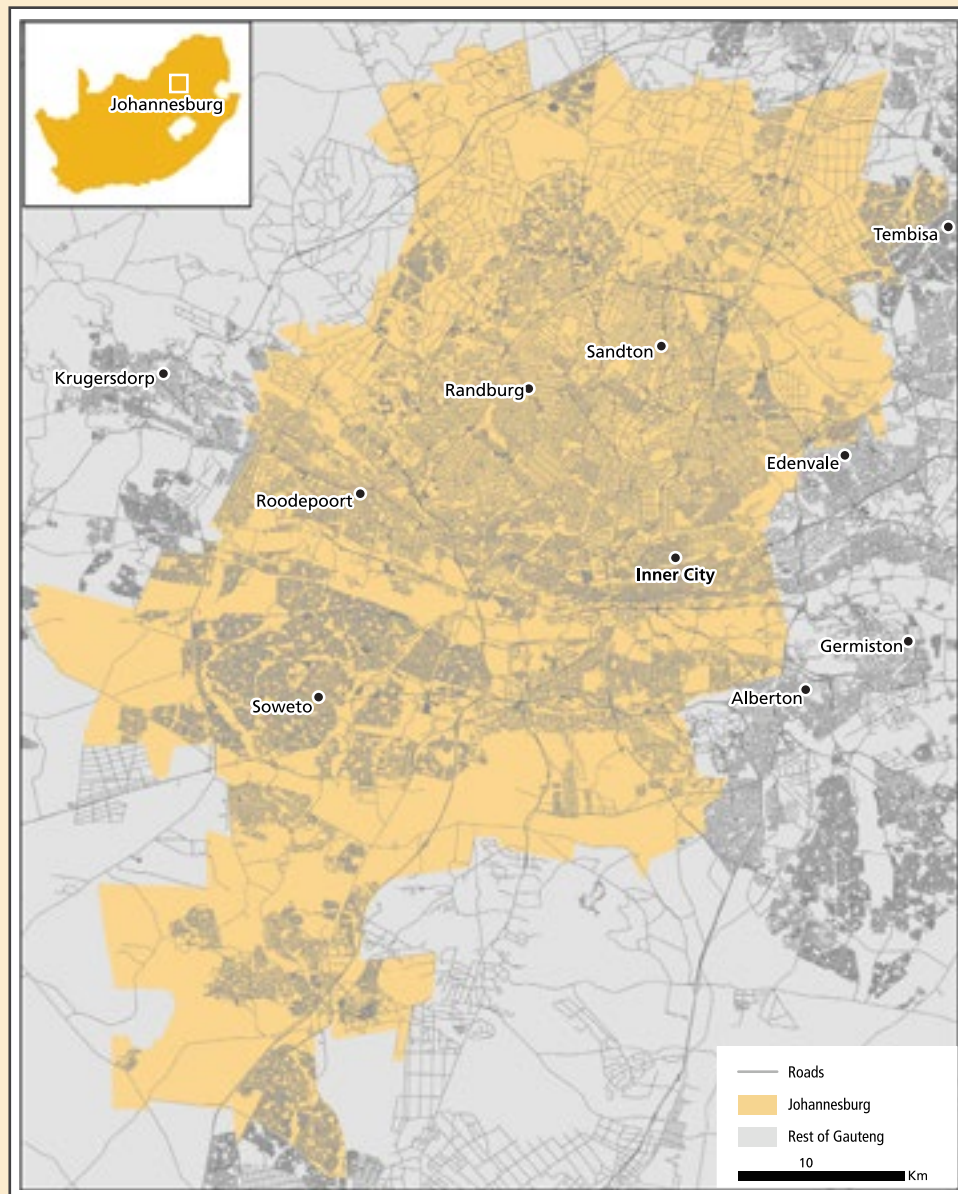 Johannesburg
Tembisa
Sandton
Krugersdorp
Randburg
Edenvale
Roodepoort
Inner City
Germiston
Alberton
Soweto
Roads
Johannesburg
Rest of Gauteng
10
Km